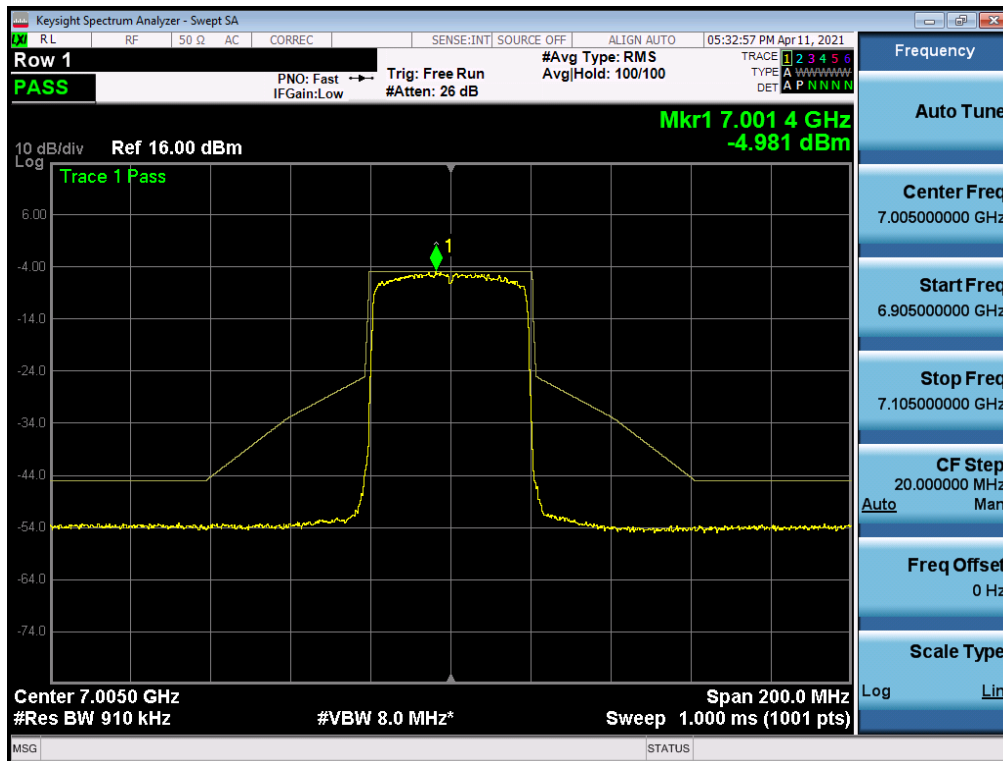 Keysight Spectrum Analyzer - Swept SA
LXI RL RF 50 Ω AC CORREC SENSE:INT SOURCE OFF ALIGN AUTO 05:32:57 PM Apr 11, 2021
Row 1
PASS
PNO: Fast
IFGain:Low
Trig: Free Run
#Atten: 26 dB
#Avg Type: RMS
Avg|Hold: 100/100
TRACE 1 2 3 4 5 6
TYPE A WWWWW
DET A P N N N N
Mkr1 7.001 4 GHz
-4.981 dBm
10 dB/div Ref 16.00 dBm
Log
Trace 1 Pass
1
6.00
-4.00
-14.0
-24.0
-34.0
-44.0
-54.0
-64.0
-74.0
Center 7.0050 GHz Span 200.0 MHz
#Res BW 910 kHz #VBW 8.0 MHz* Sweep 1.000 ms (1001 pts)
MSG STATUS
Frequency
Auto Tune
Center Freq
7.005000000 GHz
Start Freq
6.905000000 GHz
Stop Freq
7.105000000 GHz
CF Step
20.000000 MHz
Auto Man
Freq Offset
0 Hz
Scale Type
Log Lin